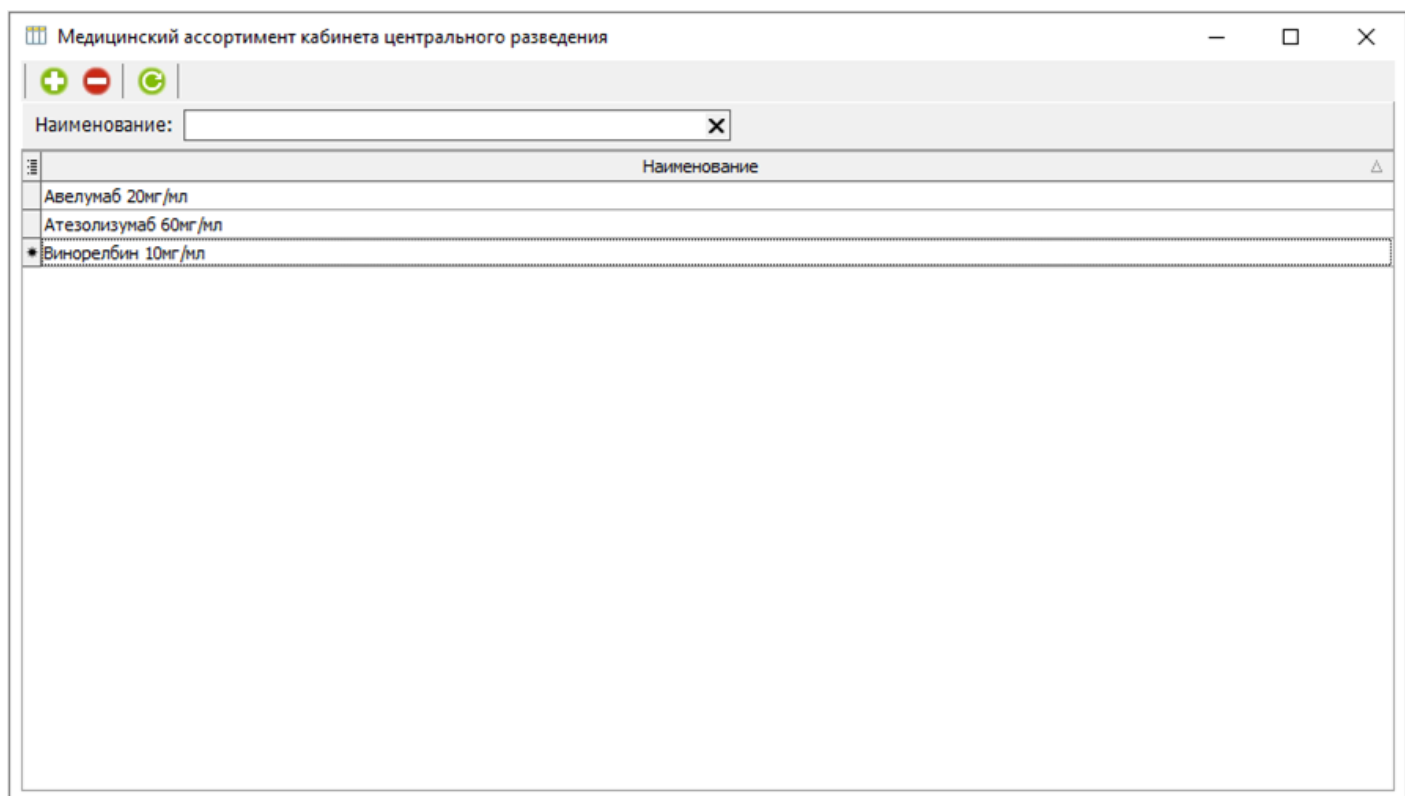 Медицинский ассортимент кабинета центрального разведения
Наименование:
Наименование
Авелумаб 20мг/мл
Атезолизумаб 60мг/мл
Винорелбин 10мг/мл